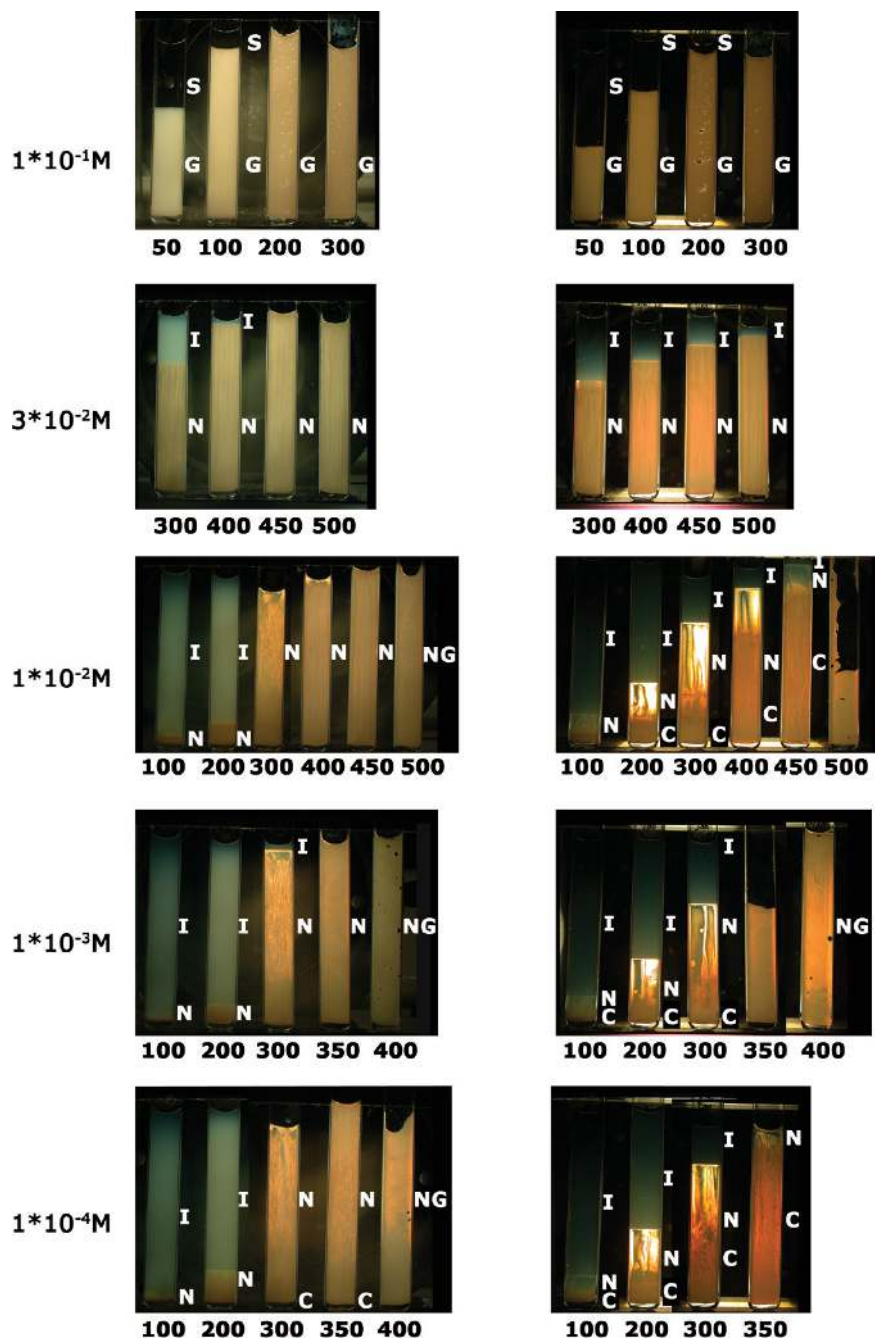 S S S S
S S
1*10⁻¹M G G G G G G G
50 100 200 300 50 100 200 300
I I I I I I
3*10⁻²M N N N N N N
300 400 450 500 300 400 450 500
I I
N
I
1*10⁻²M I I N N N NG I I N N C
N
C
N N N C C
100 200 300 400 450 500 100 200 300 400 450 500
I I
1*10⁻³M I I N N NG I I N NG
N
N
N N C C C
100 200 300 350 400 100 200 300 350 400
I N
I
1*10⁻⁴M I I N N NG I N C
N N C
N
N C C C C
100 200 300 350 400 100 200 300 350